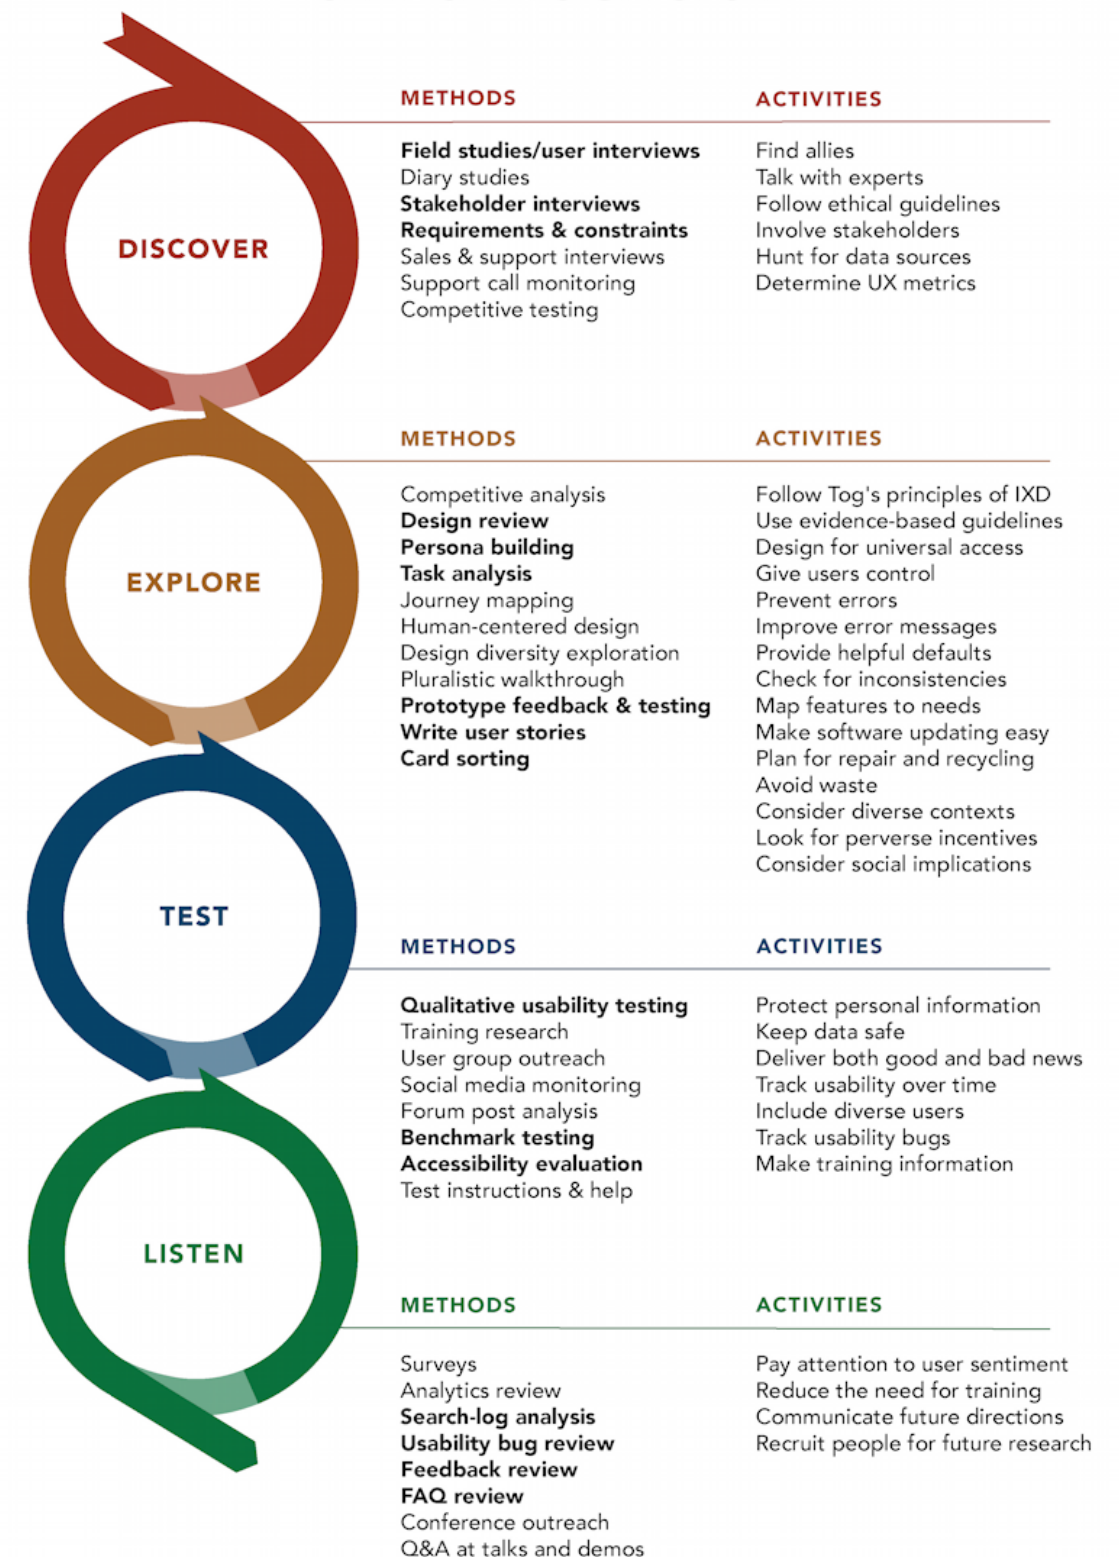 DISCOVER
METHODS
Field studies/user interviews
Diary studies
Stakeholder interviews
Requirements & constraints
Sales & support interviews
Support call monitoring
Competitive testing
ACTIVITIES
Find allies
Talk with experts
Follow ethical guidelines
Involve stakeholders
Hunt for data sources
Determine UX metrics
EXPLORE
METHODS
Competitive analysis
Design review
Persona building
Task analysis
Journey mapping
Human-centered design
Design diversity exploration
Pluralistic walkthrough
Prototype feedback & testing
Write user stories
Card sorting
ACTIVITIES
Follow Tog's principles of IXD
Use evidence-based guidelines
Design for universal access
Give users control
Prevent errors
Improve error messages
Provide helpful defaults
Check for inconsistencies
Map features to needs
Make software updating easy
Plan for repair and recycling
Avoid waste
Consider diverse contexts
Look for perverse incentives
Consider social implications
TEST
METHODS
Qualitative usability testing
Training research
User group outreach
Social media monitoring
Forum post analysis
Benchmark testing
Accessibility evaluation
Test instructions & help
ACTIVITIES
Protect personal information
Keep data safe
Deliver both good and bad news
Track usability over time
Include diverse users
Track usability bugs
Make training information
LISTEN
METHODS
Surveys
Analytics review
Search-log analysis
Usability bug review
Feedback review
FAQ review
Conference outreach
Q&A at talks and demos
ACTIVITIES
Pay attention to user sentiment
Reduce the need for training
Communicate future directions
Recruit people for future research